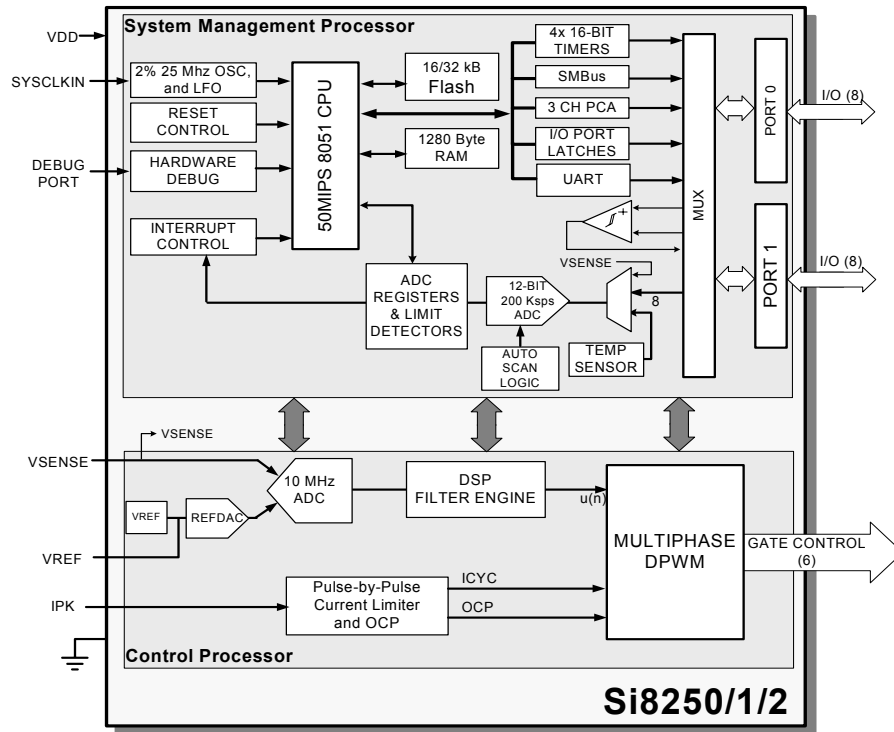 System Management Processor
VDD
SYSCLKIN
DEBUG
PORT
2% 25 Mhz OSC,
and LFO
RESET
CONTROL
HARDWARE
DEBUG
INTERRUPT
CONTROL
50MIPS 8051 CPU
16/32 kB
Flash
1280 Byte
RAM
4x 16-BIT
TIMERS
SMBus
3 CH PCA
I/O PORT
LATCHES
UART
+
MUX
PORT 0
PORT 1
I/O (8)
I/O (8)
VSENSE
8
ADC
REGISTERS
& LIMIT
DETECTORS
12-BIT
200 Ksps
ADC
AUTO
SCAN
LOGIC
TEMP
SENSOR
VSENSE
VSENSE
VREF
REFDAC
VREF
IPK
10 MHz
ADC
DSP
FILTER ENGINE
u(n)
Pulse-by-Pulse
Current Limiter
and OCP
ICYC
OCP
MULTIPHASE
DPWM
GATE CONTROL
(6)
Control Processor
Si8250/1/2